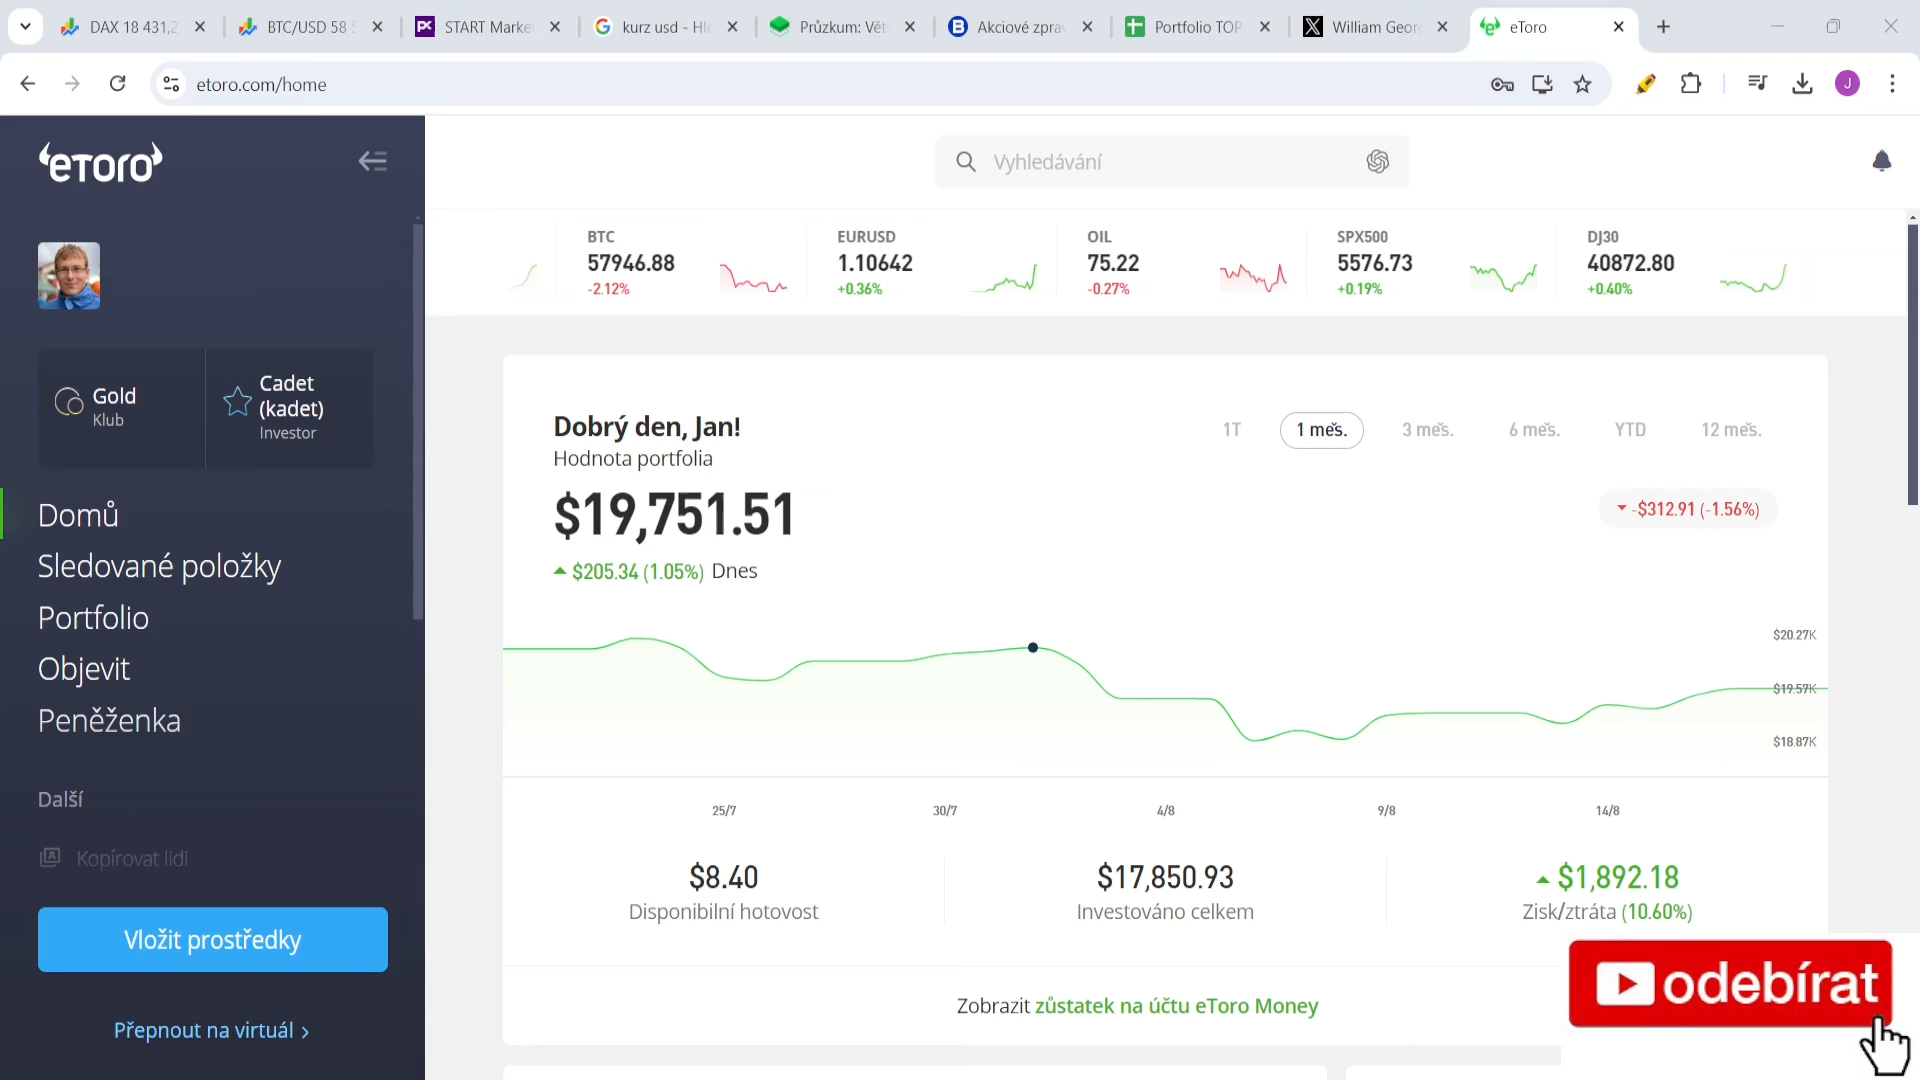 DAX 18 431,2
BTC/USD 58 5
START Marke
kurz usd - Hle
Průzkum: Vět
Akciové zprav
Portfolio TOP
William Georg
eToro
etoro.com/home
eToro
Vyhledávání
BTC
57946.88
-2.12%
EURUSD
1.10642
+0.36%
OIL
75.22
-0.27%
SPX500
5576.73
+0.19%
DJ30
40872.80
+0.40%
Gold
Klub
Cadet
(kadet)
Investor
Domů
Sledované položky
Portfolio
Objevit
Peněženka
Další
Kopírovat lidi
Vložit prostředky
Přepnout na virtuál >
Dobrý den, Jan!
Hodnota portfolia
$19,751.51
$205.34 (1.05%) Dnes
1T
1 měs.
3 měs.
6 měs.
YTD
12 měs.
-$312.91 (-1.56%)
$20.27K
$19.57K
$18.87K
25/7
30/7
4/8
9/8
14/8
$8.40
Disponibilní hotovost
$17,850.93
Investováno celkem
$1,892.18
Zisk/ztráta (10.60%)
Zobrazit zůstatek na účtu eToro Money
odebírat
J